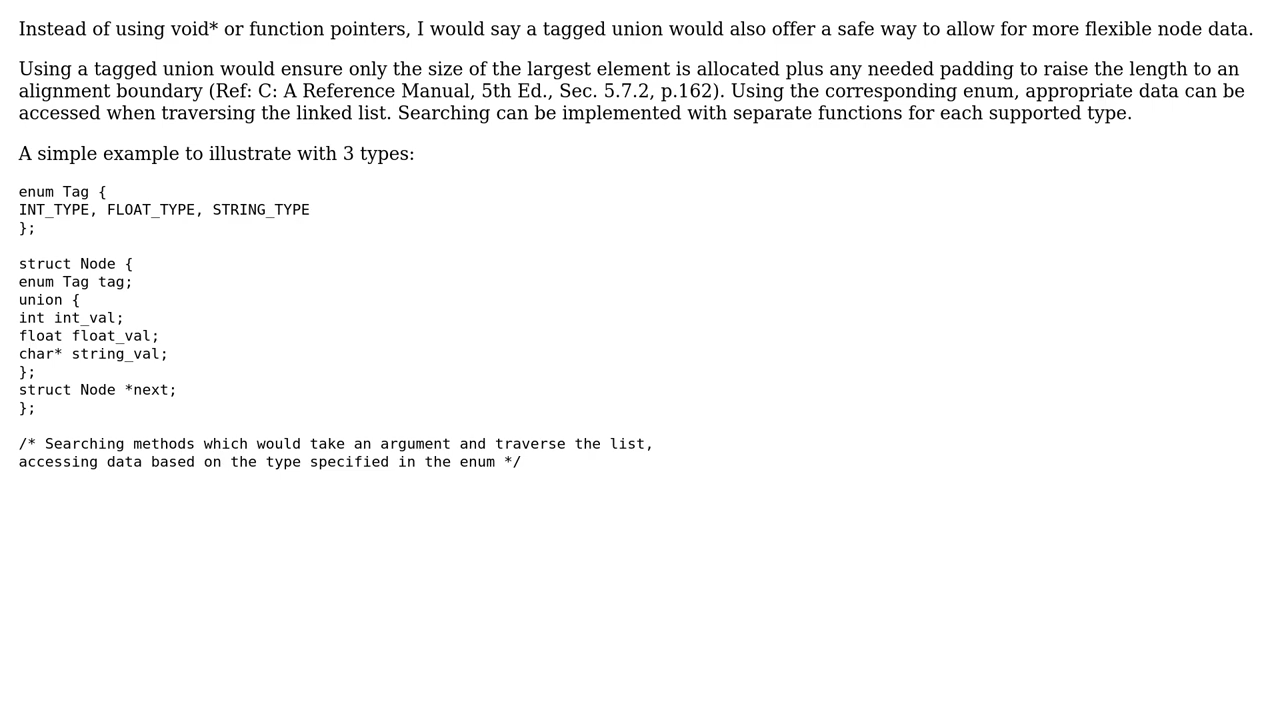 Instead of using void* or function pointers, I would say a tagged union would also offer a safe way to allow for more flexible node data.
Using a tagged union would ensure only the size of the largest element is allocated plus any needed padding to raise the length to an
alignment boundary (Ref: C: A Reference Manual, 5th Ed., Sec. 5.7.2, p.162). Using the corresponding enum, appropriate data can be
accessed when traversing the linked list. Searching can be implemented with separate functions for each supported type.
A simple example to illustrate with 3 types:
enum Tag {
INT_TYPE, FLOAT_TYPE, STRING_TYPE
};
struct Node {
enum Tag tag;
union {
int int_val;
float float_val;
char* string_val;
};
struct Node *next;
};
/* Searching methods which would take an argument and traverse the list,
accessing data based on the type specified in the enum */